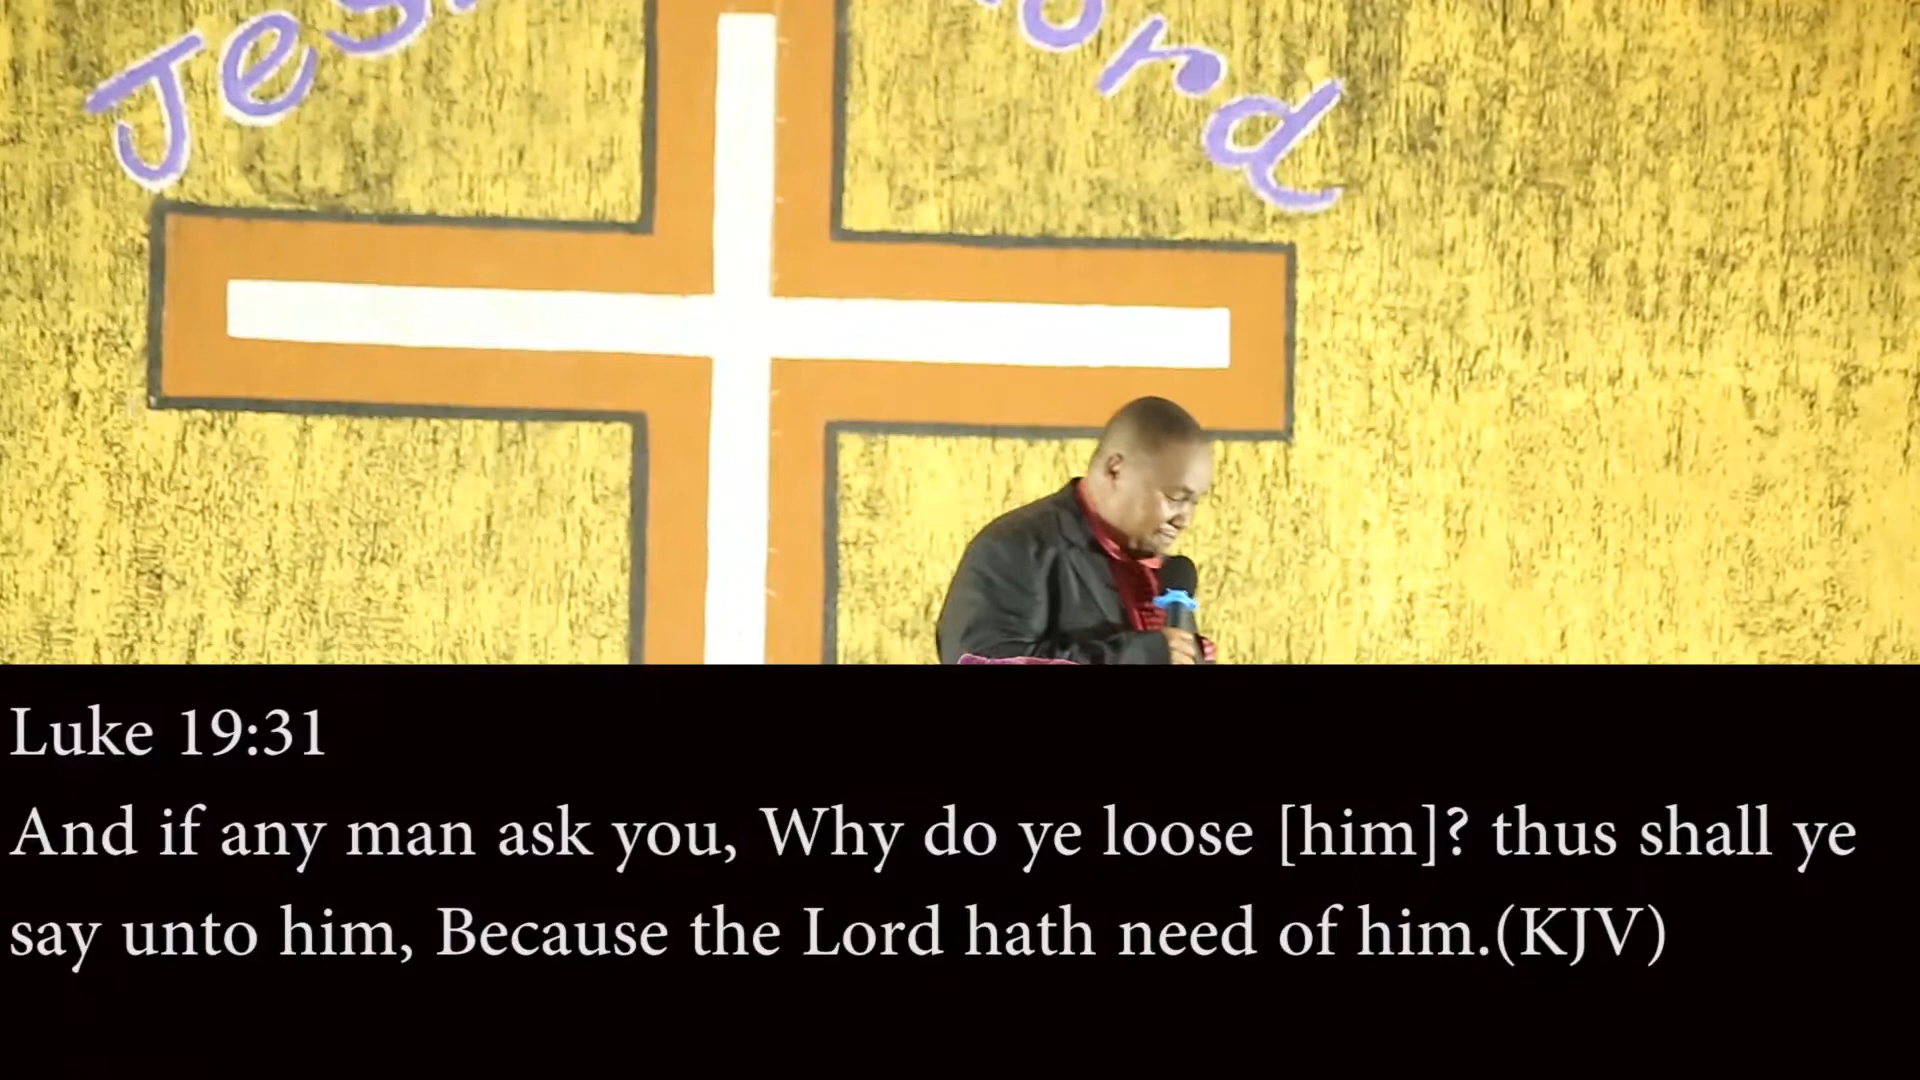 Lord
Luke 19:31
And if any man ask you, Why do ye loose [him]? thus shall ye
say unto him, Because the Lord hath need of him.(KJV)